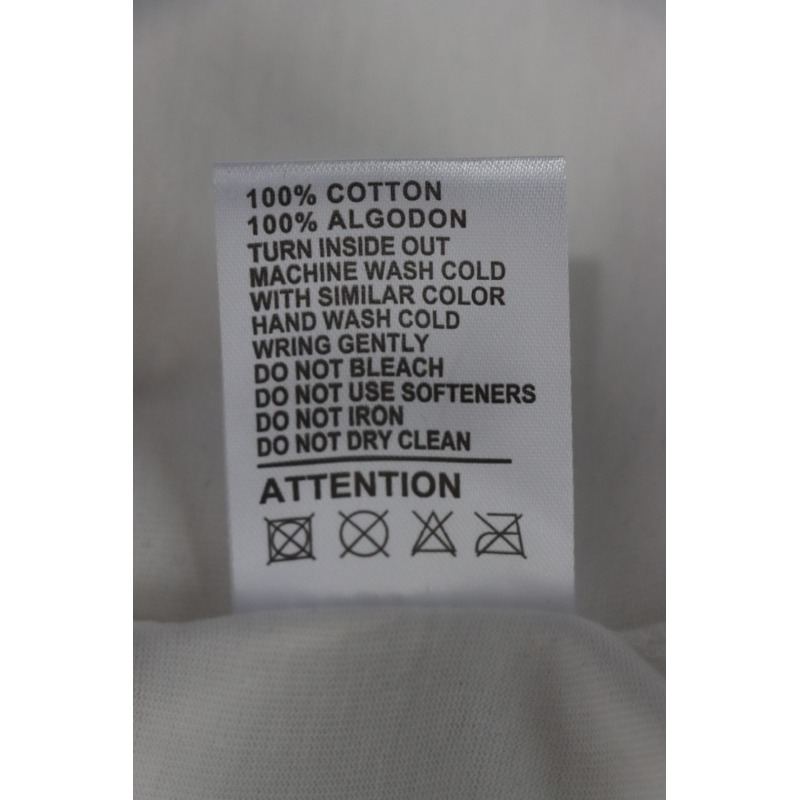 100% COTTON
100% ALGODON
TURN INSIDE OUT
MACHINE WASH COLD
WITH SIMILAR COLOR
HAND WASH COLD
WRING GENTLY
DO NOT BLEACH
DO NOT USE SOFTENERS
DO NOT IRON
DO NOT DRY CLEAN
ATTENTION